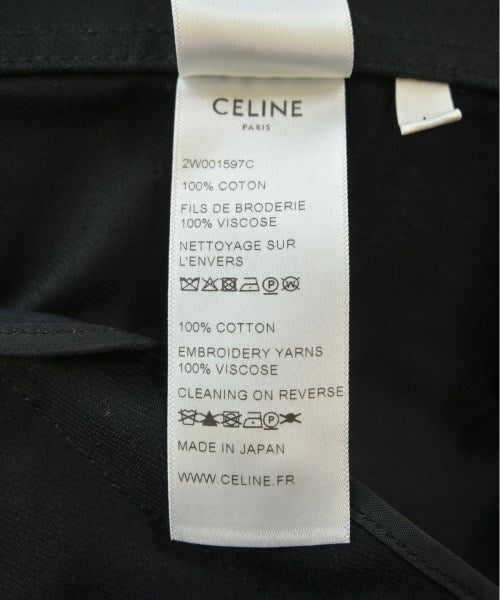 CELINE
PARIS
2W001597C
100% COTON
FILS DE BRODERIE
100% VISCOSE
NETTOYAGE SUR
L'ENVERS
100% COTTON
EMBROIDERY YARNS
100% VISCOSE
CLEANING ON REVERSE
MADE IN JAPAN
WWW.CELINE.FR